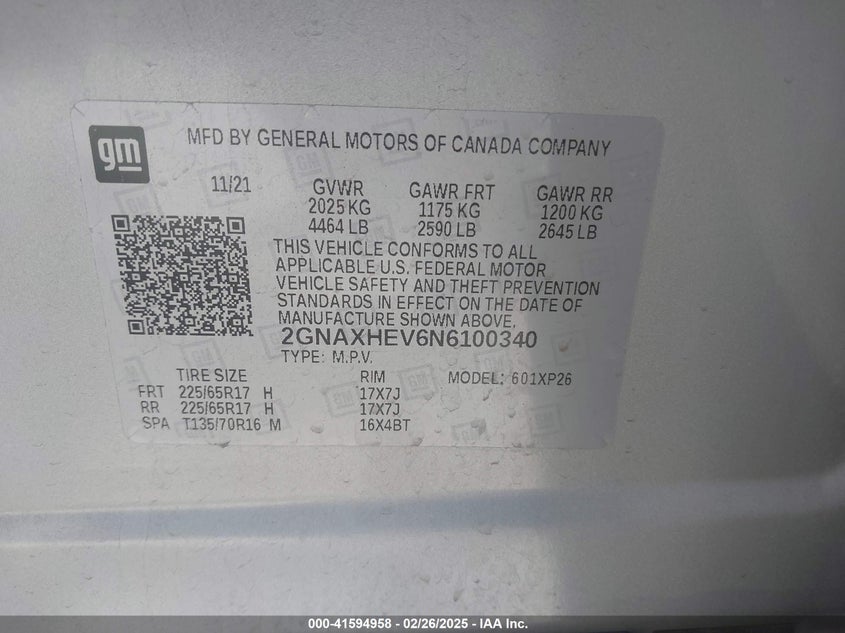 gm
MFD BY GENERAL MOTORS OF CANADA COMPANY
11/21 GVWR GAWR FRT GAWR RR
2025 KG 1175 KG 1200 KG
4464 LB 2590 LB 2645 LB
THIS VEHICLE CONFORMS TO ALL
APPLICABLE U.S. FEDERAL MOTOR
VEHICLE SAFETY AND THEFT PREVENTION
STANDARDS IN EFFECT ON THE DATE OF
MANUFACTURE SHOWN ABOVE.
2GNAXHEV6N6100340
TYPE: M.P.V.
TIRE SIZE RIM MODEL: 601XP26
FRT 225/65R17 H 17X7J
RR 225/65R17 H 17X7J
SPA T135/70R16 M 16X4BT
000-41594958 - 02/26/2025 - IAA Inc.